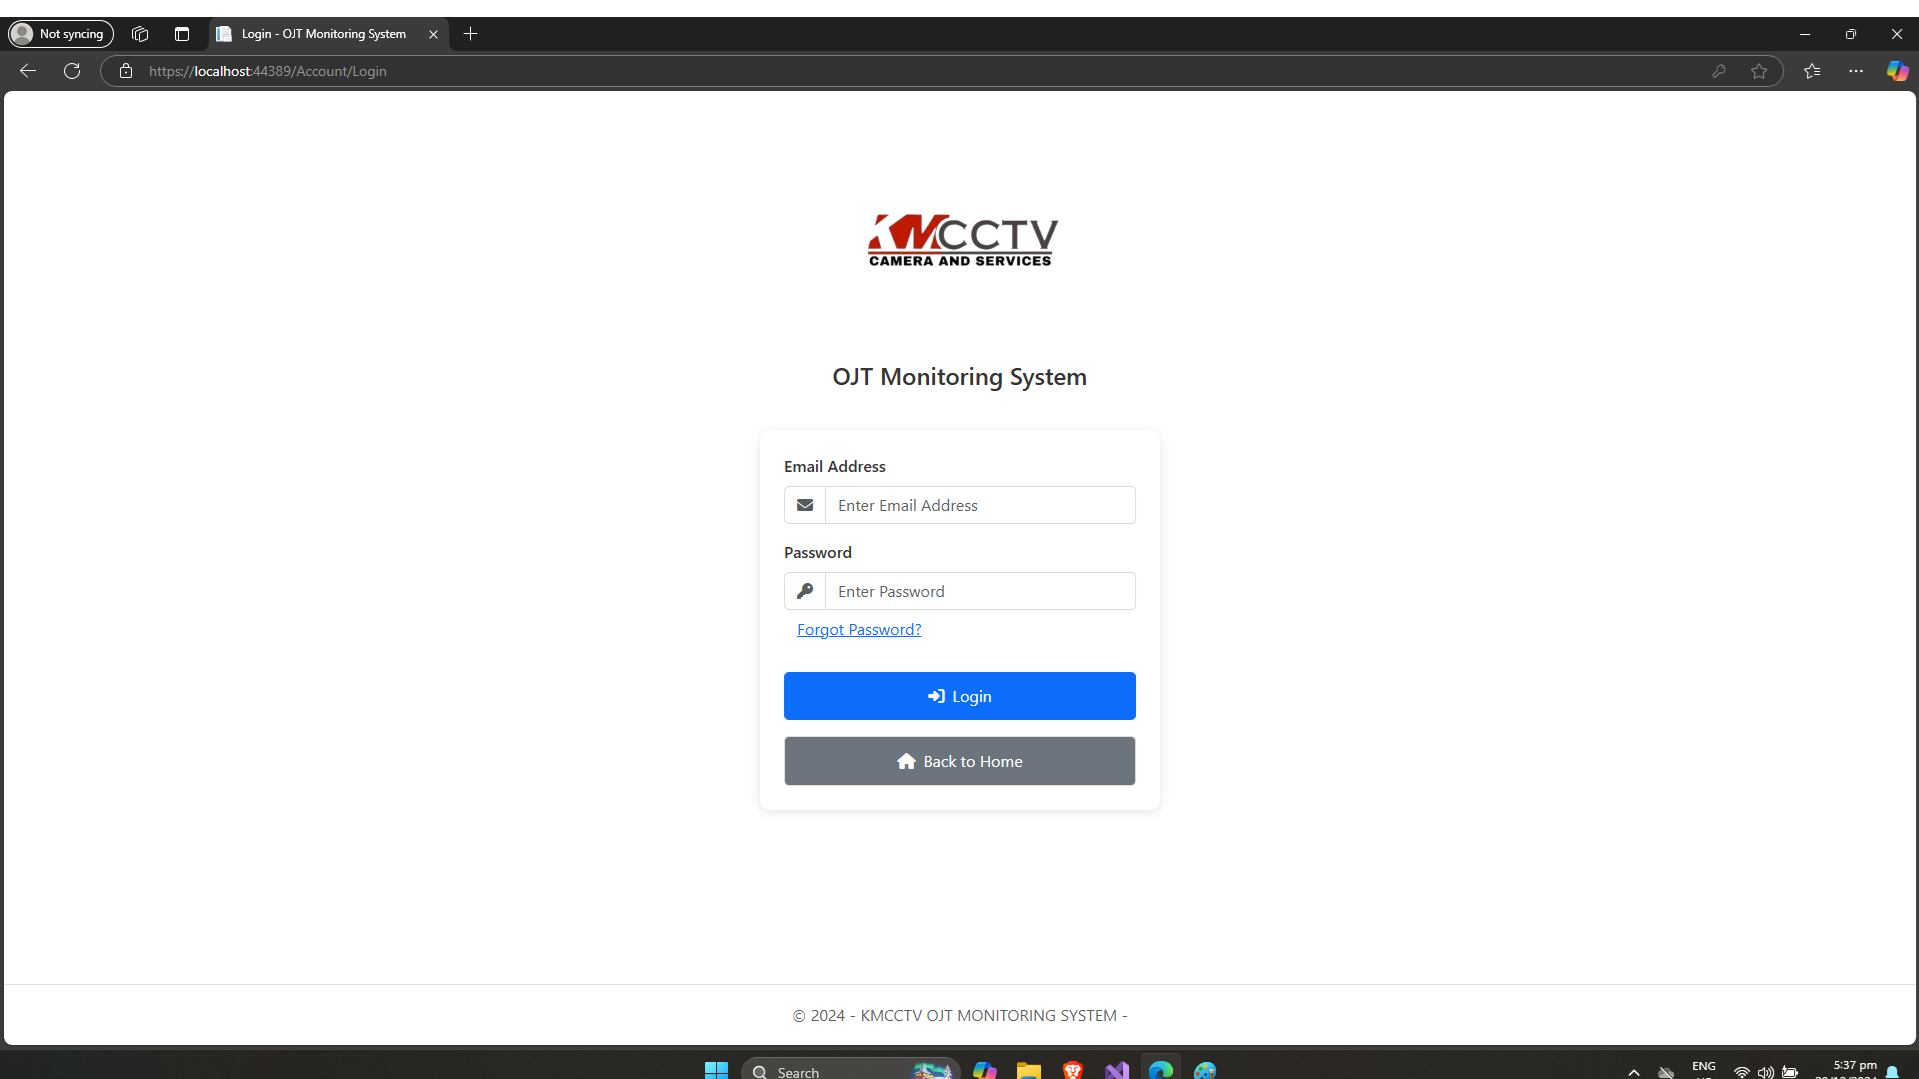 Not syncing
Login - OJT Monitoring System
https://localhost:44389/Account/Login
KMCCTV
CAMERA AND SERVICES
OJT Monitoring System
Email Address
Enter Email Address
Password
Enter Password
Forgot Password?
Login
Back to Home
© 2024 - KMCCTV OJT MONITORING SYSTEM -
Search
ENG
5:37 pm